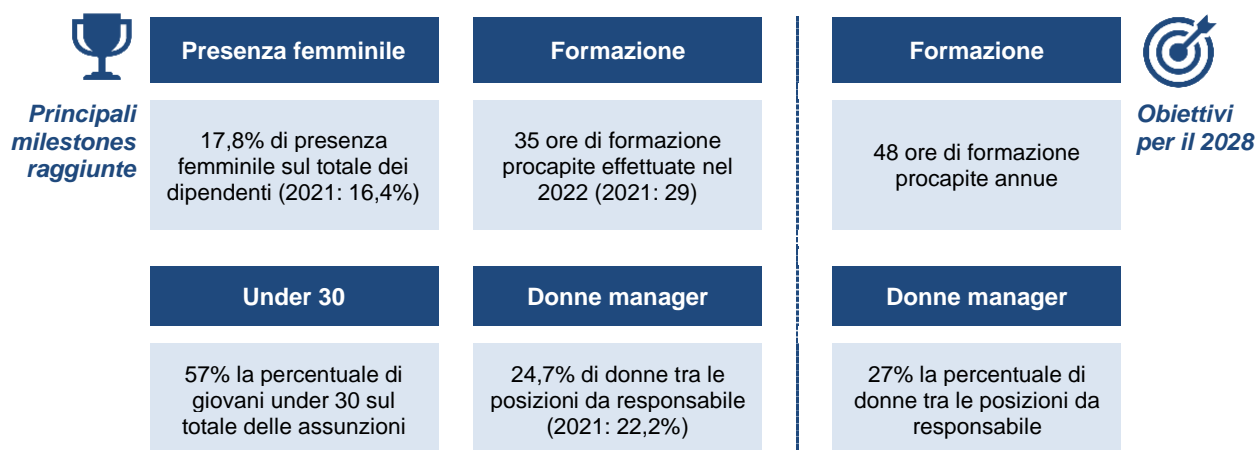 Principali
milestones
raggiunte
Presenza femminile
17,8% di presenza
femminile sul totale dei
dipendenti (2021: 16,4%)
Formazione
35 ore di formazione
procapite effettuate nel
2022 (2021: 29)
Formazione
48 ore di formazione
procapite annue
Obiettivi
per il 2028
Under 30
57% la percentuale di
giovani under 30 sul
totale delle assunzioni
Donne manager
24,7% di donne tra le
posizioni da responsabile
(2021: 22,2%)
Donne manager
27% la percentuale di
donne tra le posizioni da
responsabile